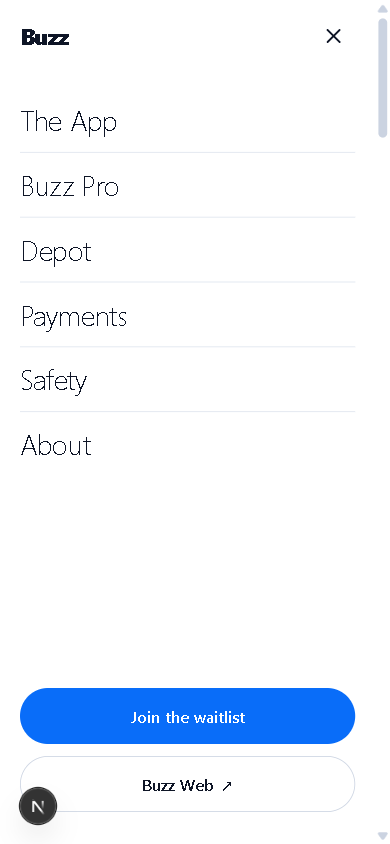 Buzz
The App
Buzz Pro
Depot
Payments
Safety
About
Join the waitlist
Buzz Web ↗
N